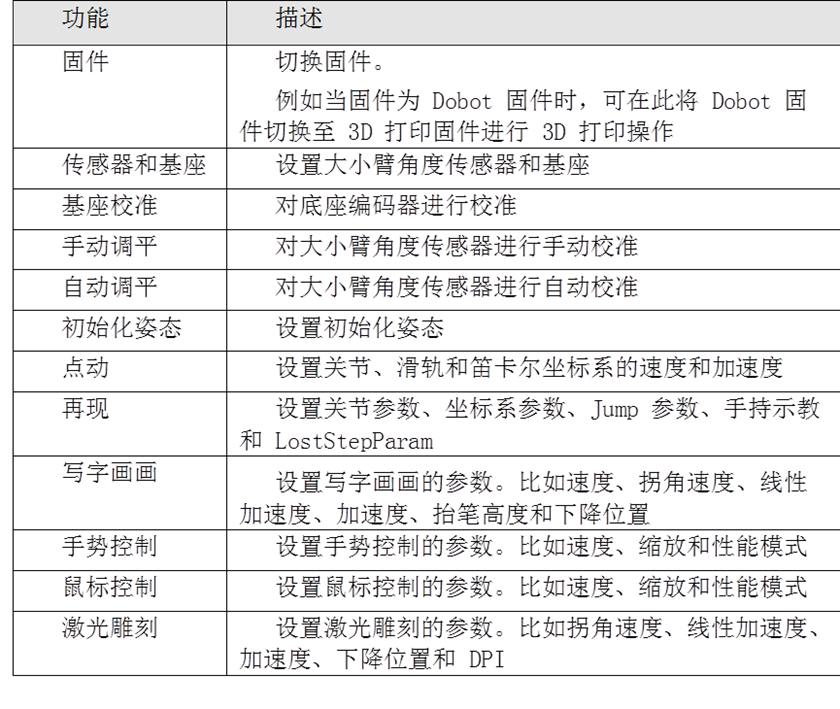 功能 描述
固件 切换固件。
例如当固件为 Dobot 固件时，可在此将 Dobot 固
件切换至 3D 打印固件进行 3D 打印操作
传感器和基座 设置大小臂角度传感器和基座
基座校准 对底座编码器进行校准
手动调平 对大小臂角度传感器进行手动校准
自动调平 对大小臂角度传感器进行自动校准
初始化姿态 设置初始化姿态
点动 设置关节、滑轨和笛卡尔坐标系的速度和加速度
再现 设置关节参数、坐标系参数、Jump 参数、手持示教
和 LostStepParam
写字画画 设置写字画画的参数。比如速度、拐角速度、线性
加速度、加速度、抬笔高度和下降位置
手势控制 设置手势控制的参数。比如速度、缩放和性能模式
鼠标控制 设置鼠标控制的参数。比如速度、缩放和性能模式
激光雕刻 设置激光雕刻的参数。比如拐角速度、线性加速度、
加速度、下降位置和 DPI